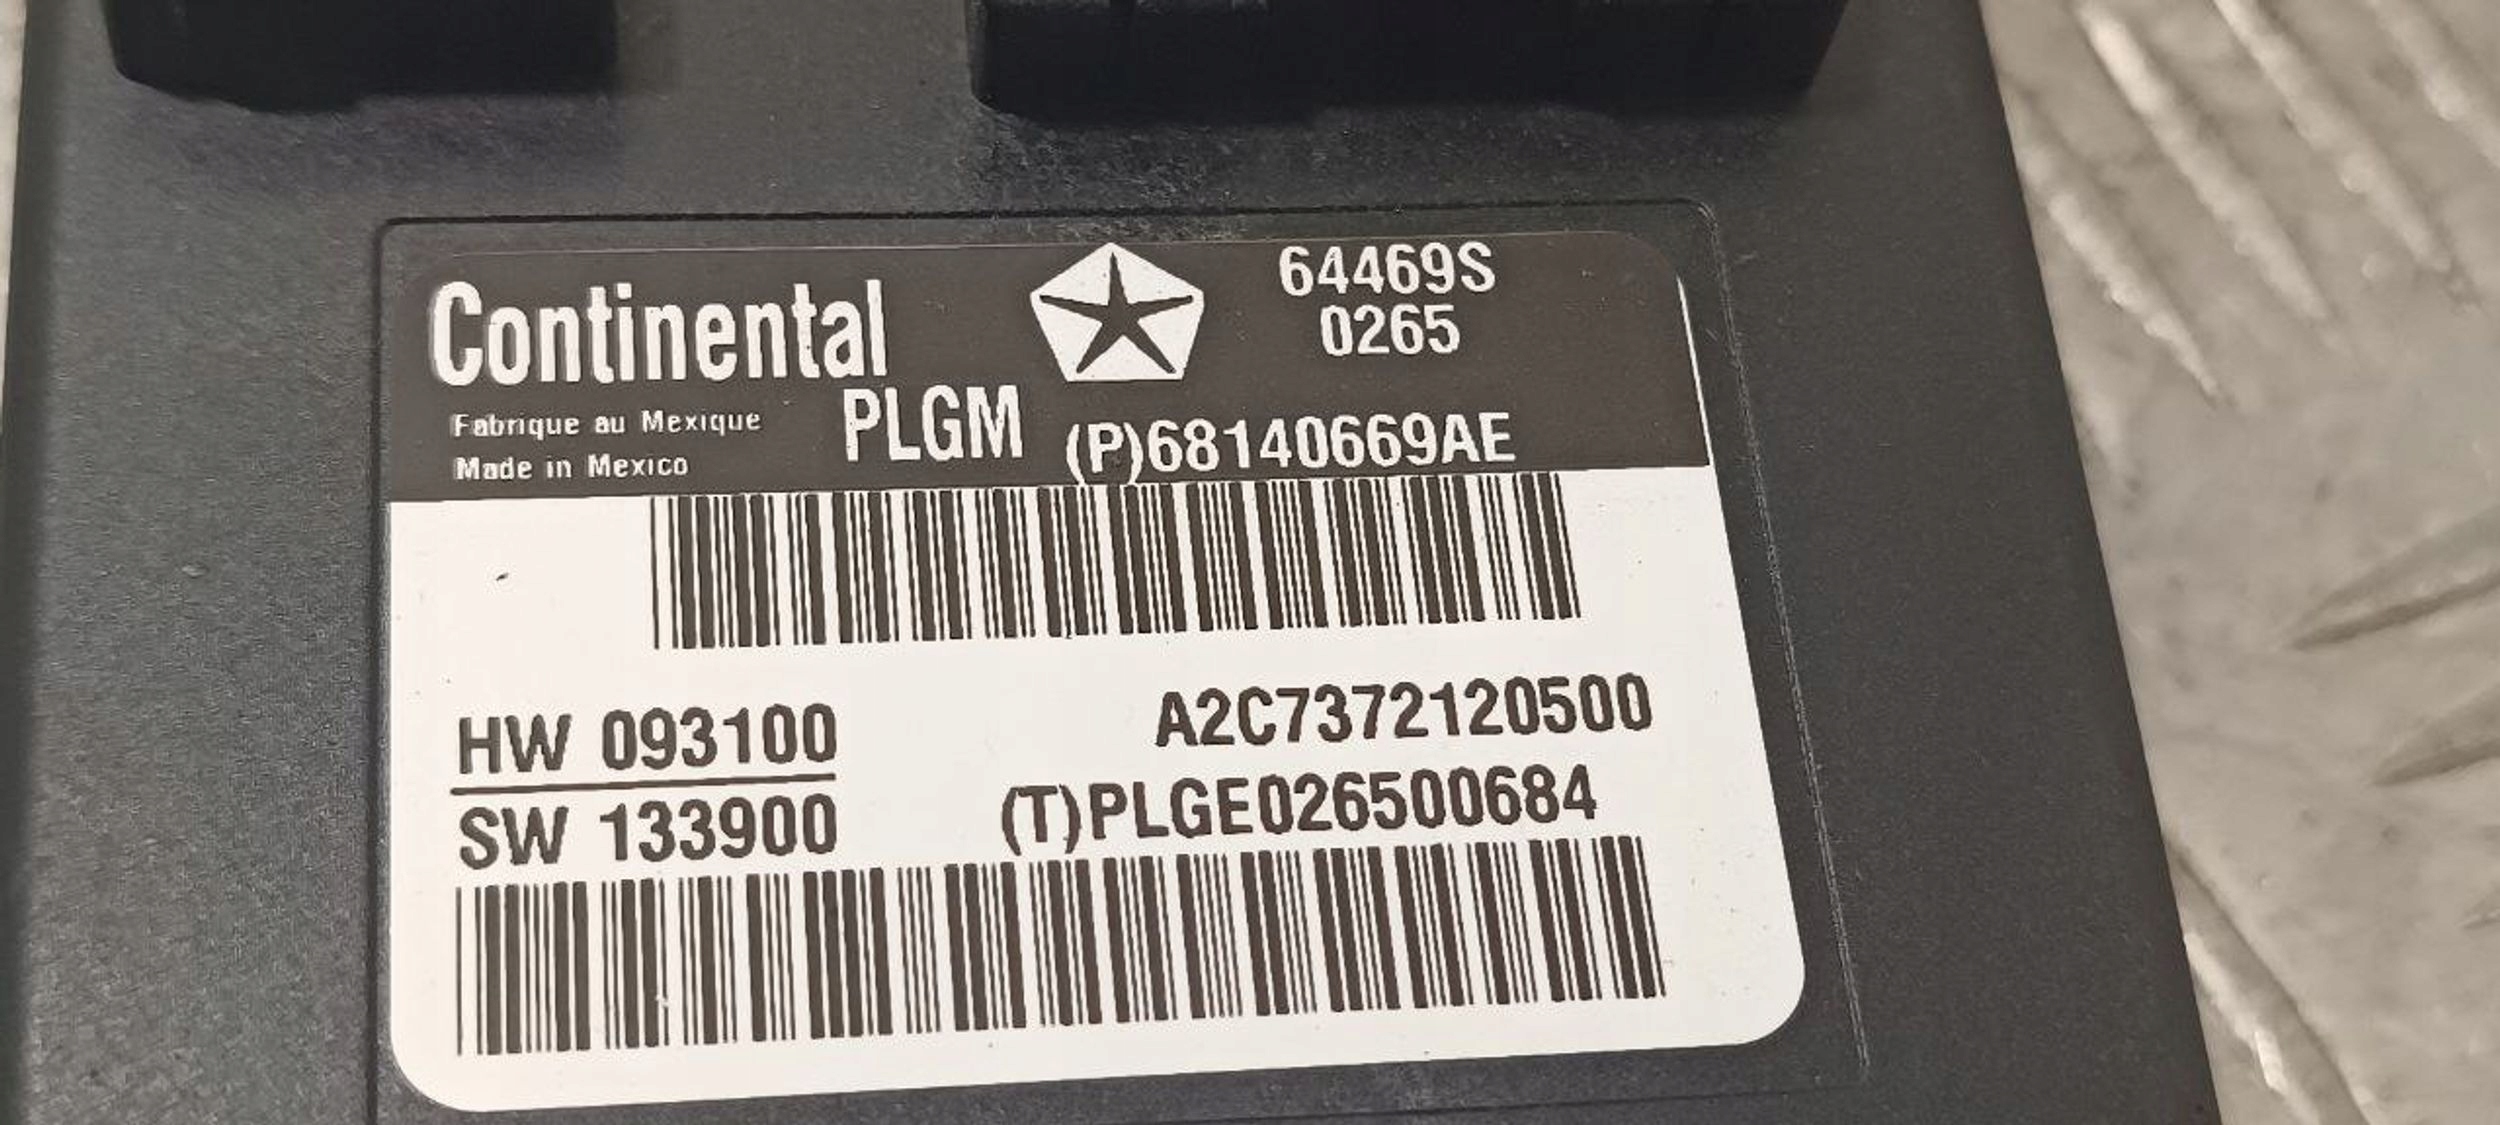 Continental
64469S
0265
Fabrique au Mexique
Made in Mexico
PLGM
(P)68140669AE
HW 093100
SW 133900
A2C7372120500
(T)PLGE026500684